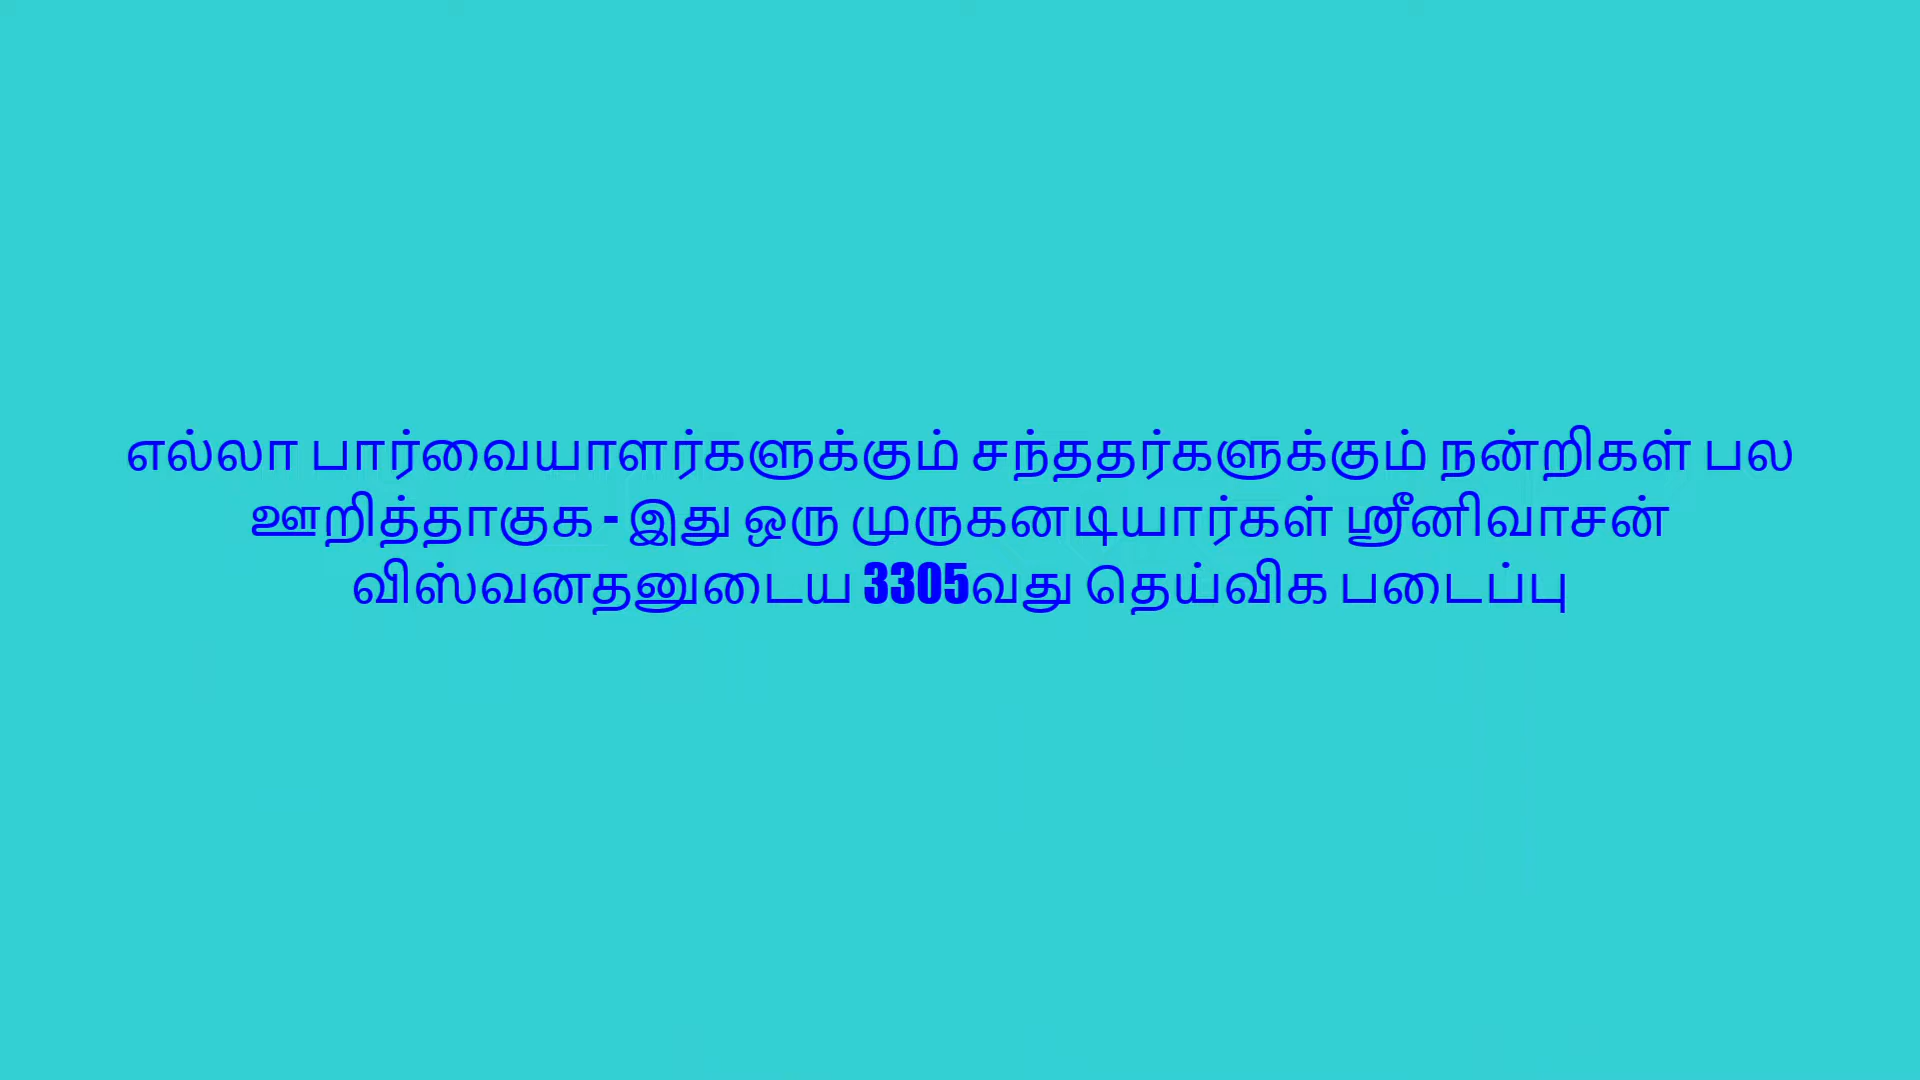 எல்லா பார்வையாளர்களுக்கும் சந்ததர்களுக்கும் நன்றிகள் பல
ஊறித்தாகுக - இது ஒரு முருகனடியார்கள் ஸ்ரீனிவாசன்
விஸ்வனதனுடைய 3305வது தெய்விக படைப்பு